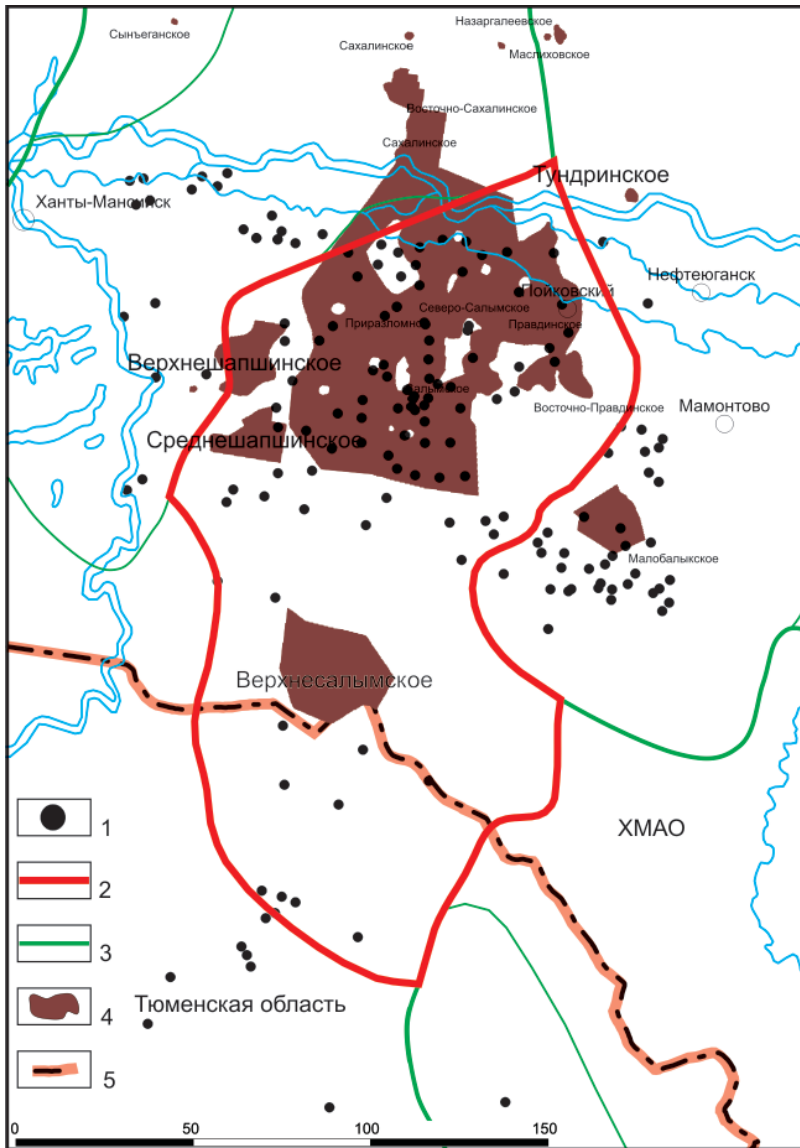 Сынъеганское
Назаргалеевское
Сахалинское
Маслиховское
Восточно-Сахалинское
Сахалинское
Тундринское
Ханты-Мансийск
Нефтеюганск
Пойковский
Северо-Салымское
Приразломное
Правдинское
Верхнешапшинское
Салымское
Восточно-Правдинское
Мамонтово
Среднешапшинское
Малобалыкское
Верхнесалымское
ХМАО
1
2
3
4
5
Тюменская область
0 50 100 150